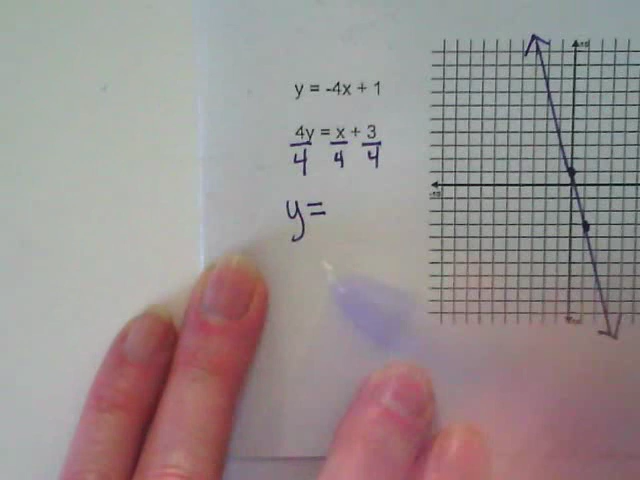 y = -4x + 1
4y = x + 3
4 4 4
y =